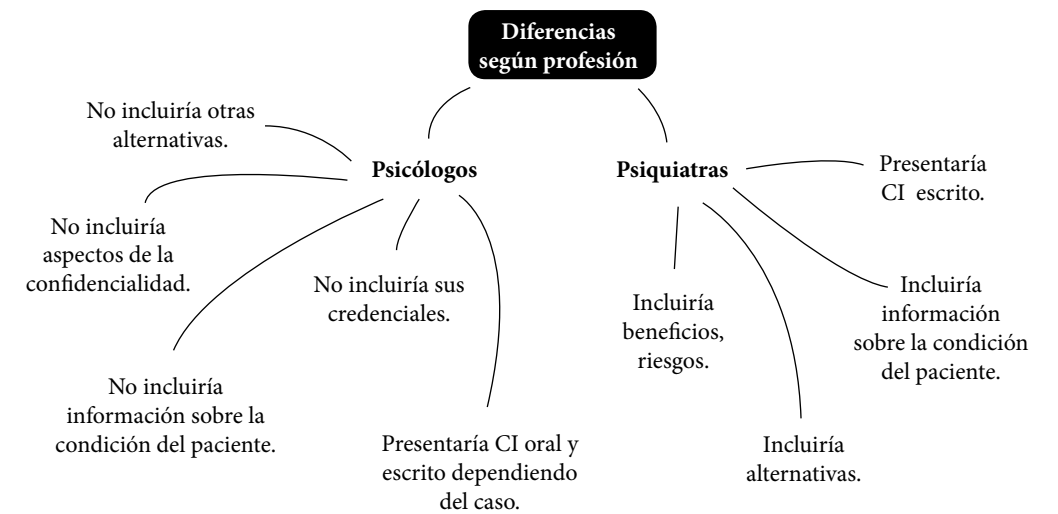 Diferencias
según profesión
Psicólogos
No incluiría otras
alternativas.
No incluiría
aspectos de la
confidencialidad.
No incluiría
información sobre la
condición del paciente.
No incluiría sus
credenciales.
Presentaría CI oral y
escrito dependiendo
del caso.
Psiquiatras
Presentaría
CI escrito.
Incluiría
información
sobre la condición
del paciente.
Incluiría
alternativas.
Incluiría
beneficios,
riesgos.